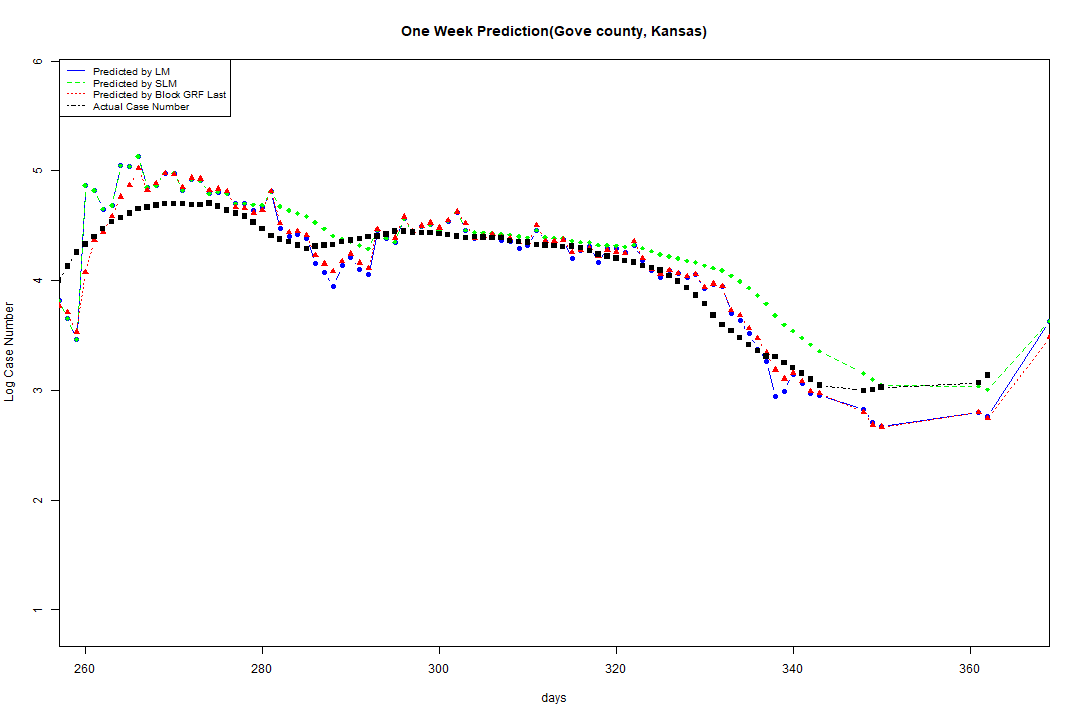 One Week Prediction(Gove county, Kansas)
Predicted by LM
Predicted by SLM
Predicted by Block GRF Last
Actual Case Number
6
5
4
3
2
1
Log Case Number
260 280 300 320 340 360
days